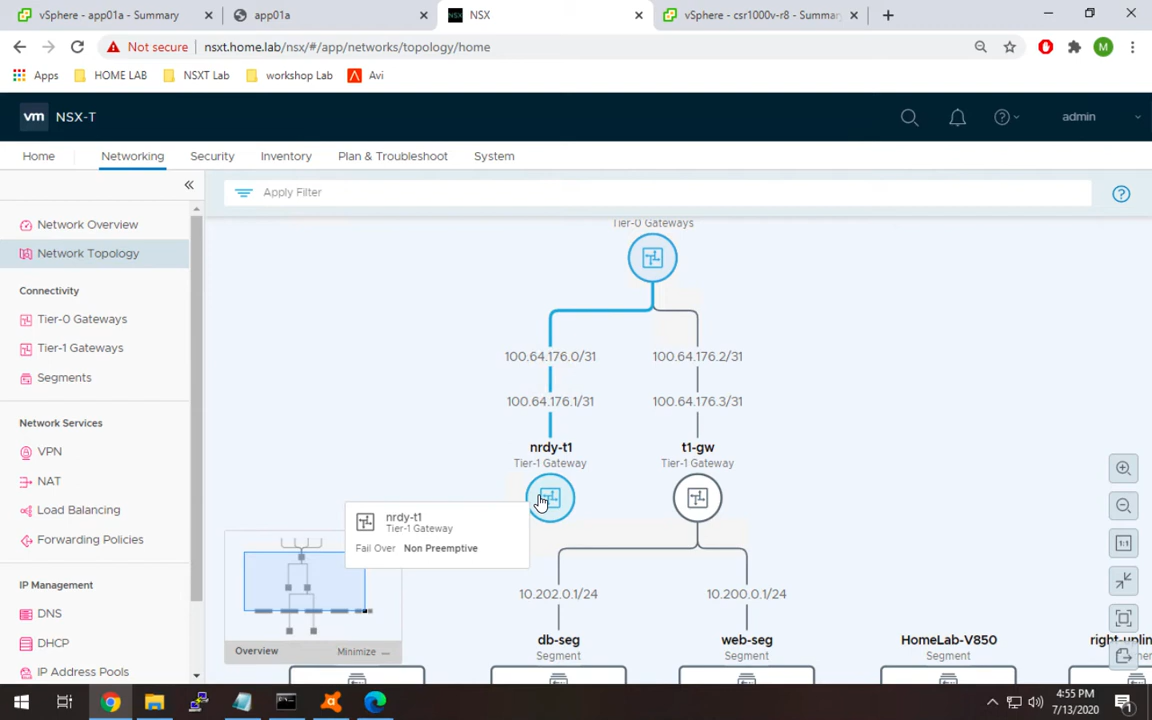 vSphere - app01a - Summary
app01a
NSX
vSphere - csr1000v-r8 - Summar
Not secure
nsxt.home.lab/nsx/#/app/networks/topology/home
M
Apps
HOME LAB
NSXT Lab
workshop Lab
Avi
vm
NSX-T
admin
Home
Networking
Security
Inventory
Plan & Troubleshoot
System
Apply Filter
Network Overview
Network Topology
Connectivity
Tier-0 Gateways
Tier-1 Gateways
Segments
Network Services
VPN
NAT
Load Balancing
Forwarding Policies
IP Management
DNS
DHCP
IP Address Pools
Tier-0 Gateways
100.64.176.0/31
100.64.176.2/31
100.64.176.1/31
100.64.176.3/31
nrdy-t1
Tier-1 Gateway
t1-gw
Tier-1 Gateway
nrdy-t1
Tier-1 Gateway
Fail Over Non Preemptive
10.202.0.1/24
10.200.0.1/24
db-seg
Segment
web-seg
Segment
HomeLab-V850
Segment
right-uplin
Segmen
Overview
Minimize
1:1
4:55 PM
7/13/2020
1